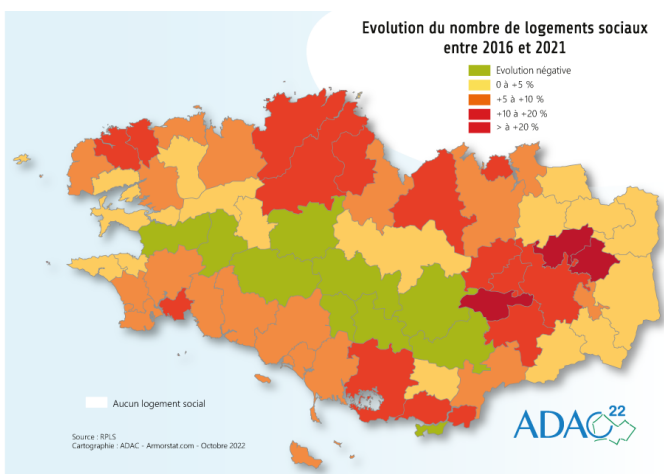 Evolution du nombre de logements sociaux
entre 2016 et 2021
Evolution négative
0 à +5 %
+5 à +10 %
+10 à +20 %
> à +20 %
Aucun logement social
Source : RPLS
Cartographie : ADAC - Armorstat.com - Octobre 2022
ADAC 22